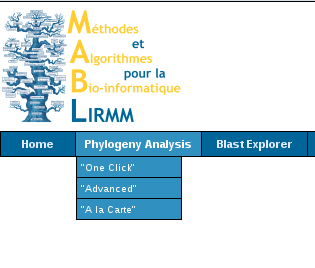 Méthodes
et
Algorithmes
pour la
Bio-informatique
LIRMM
Home
Phylogeny Analysis
Blast Explorer
"One Click"
"Advanced"
"A la Carte"